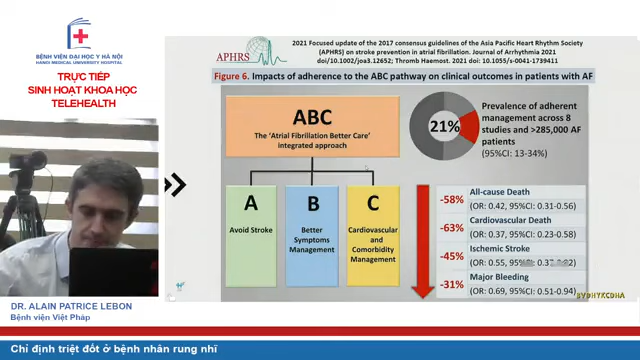 BỆNH VIỆN ĐẠI HỌC Y HÀ NỘI
HANOI MEDICAL UNIVERSITY HOSPITAL
TRỰC TIẾP
SINH HOẠT KHOA HỌC
TELEHEALTH
DR. ALAIN PATRICE LEBON
Bệnh viện Việt Pháp
APHRS
2021 Focused update of the 2017 consensus guidelines of the Asia Pacific Heart Rhythm Society
(APHRS) on stroke prevention in atrial fibrillation. Journal of Arrhythmia 2021
doi/10.1002/joa3.12652; Thromb Haemost. 2021 doi: 10.1055/s-0041-1739411
Figure 6. Impacts of adherence to the ABC pathway on clinical outcomes in patients with AF
ABC
The ‘Atrial Fibrillation Better Care’
integrated approach
A
Avoid Stroke
B
Better
Symptoms
Management
C
Cardiovascular
and
Comorbidity
Management
21%
Prevalence of adherent
management across 8
studies and >285,000 AF
patients
(95%CI: 13-34%)
-58%
All-cause Death
(OR: 0.42, 95%CI: 0.31-0.56)
-63%
Cardiovascular Death
(OR: 0.37, 95%CI: 0.23-0.58)
-45%
Ischemic Stroke
(OR: 0.55, 95%CI:
-31%
Major Bleeding
(OR: 0.69, 95%CI: 0.51-0.94)
BVDHYKCDHA
Chỉ định triệt đốt ở bệnh nhân rung nhĩ